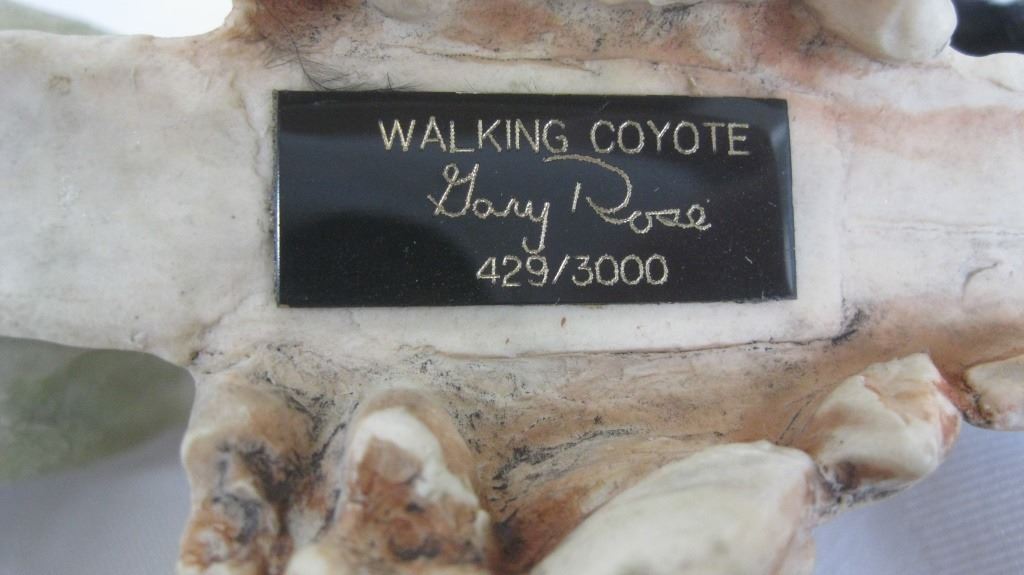 WALKING COYOTE
Gary Rose
429/3000